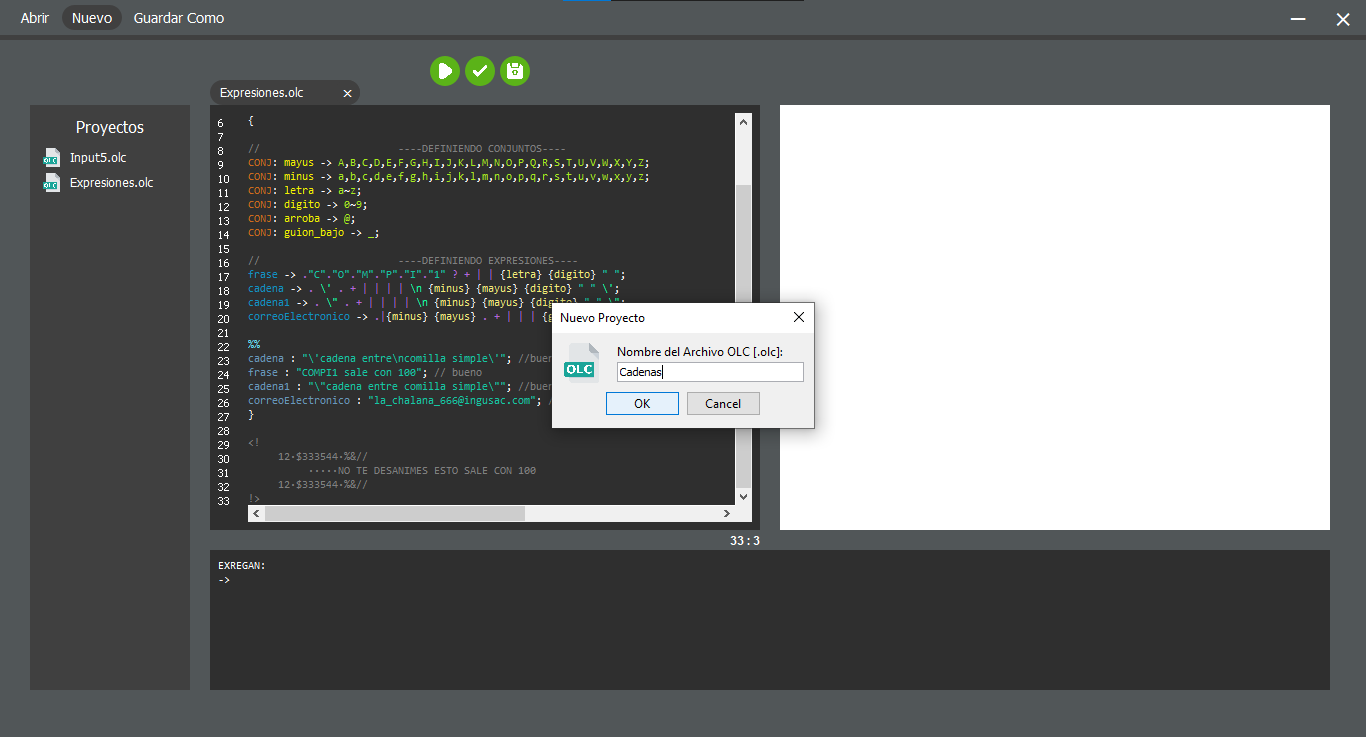 Abrir Nuevo Guardar Como
Expresiones.olc
Proyectos
Input5.olc
Expresiones.olc
6 {
7
8 // ----DEFINIENDO CONJUNTOS----
9 CONJ: mayus -> A,B,C,D,E,F,G,H,I,J,K,L,M,N,O,P,Q,R,S,T,U,V,W,X,Y,Z;
10 CONJ: minus -> a,b,c,d,e,f,g,h,i,j,k,l,m,n,o,p,q,r,s,t,u,v,w,x,y,z;
11 CONJ: letra -> a~z;
12 CONJ: digito -> 0~9;
13 CONJ: arroba -> @;
14 CONJ: guion_bajo -> _;
15
16 // ----DEFINIENDO EXPRESIONES----
17 frase -> ."C"."O"."M"."P"."I"."1" ? + | | {letra} {digito} " ";
18 cadena -> . \' . + | | | | \n {minus} {mayus} {digito} " " \';
19 cadena1 -> . \" . + | | | | \n {minus} {mayus} {digito} " " \";
20 correoElectronico -> .|{minus} {mayus} . + | | | {
21
22 %%
23 cadena : "\'cadena entre\ncomilla simple\'"; //bueno
24 frase : "COMPI1 sale con 100"; // bueno
25 cadena1 : "\"cadena entre comilla simple\""; //bueno
26 correoElectronico : "la_chalana_666@ingusac.com"; /
27 }
28
29 <!
30 12·$333544·%&//
31 ·····NO TE DESANIMES ESTO SALE CON 100
32 12·$333544·%&//
33 !>
33:3
Nuevo Proyecto
OLC
Nombre del Archivo OLC [.olc]:
Cadenas
OK Cancel
EXREGAN:
->